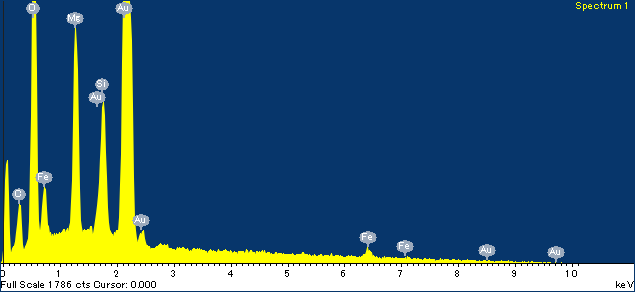 Spectrum 1
O Mg Au
Si
Au
Fe
C
Au
Fe Fe Au Au
0 1 2 3 4 5 6 7 8 9 10
Full Scale 1786 cts Cursor: 0.000 keV